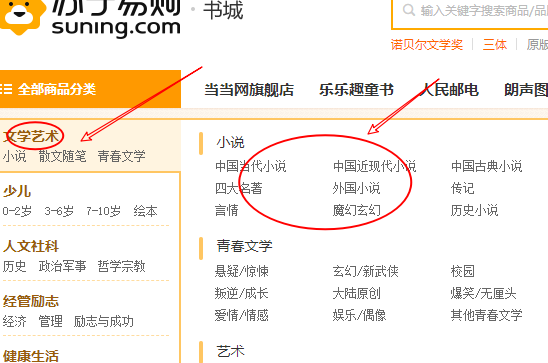 苏宁易购 · 书城
suning.com
输入关键字搜索商品/品
诺贝尔文学奖 | 三体 | 原版
全部商品分类
当当网旗舰店 乐乐趣童书 人民邮电 朗声图
文学艺术
小说 散文随笔 青春文学
少儿
0-2岁 3-6岁 7-10岁 绘本
人文社科
历史 政治军事 哲学宗教
经管励志
经济 管理 励志与成功
健康生活
小说
中国当代小说 中国近现代小说 中国古典小说
四大名著 外国小说 传记
言情 魔幻玄幻 历史小说
青春文学
悬疑/惊悚 玄幻/新武侠 校园
叛逆/成长 大陆原创 爆笑/无厘头
爱情/情感 娱乐/偶像 其他青春文学
艺术